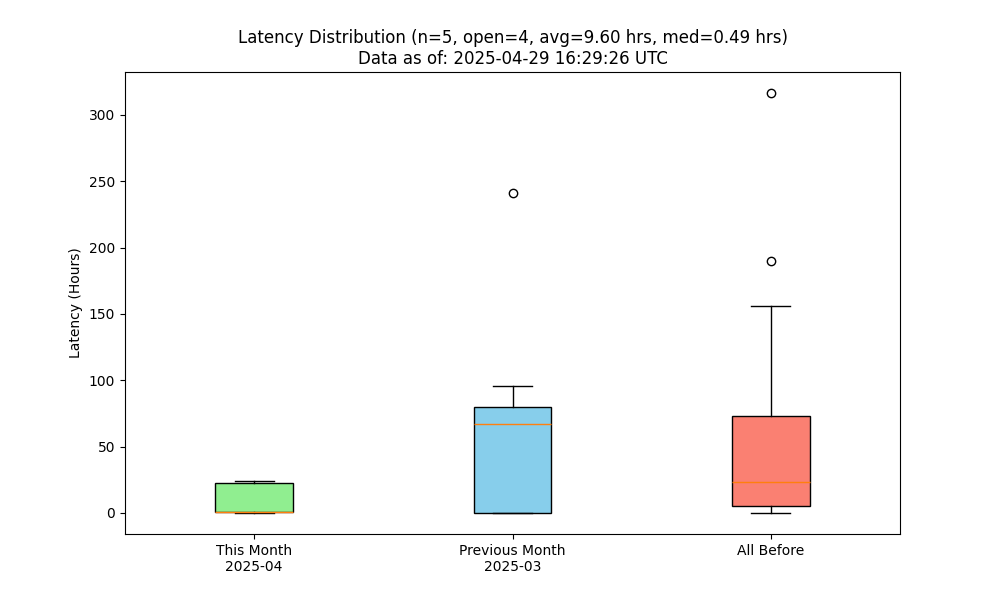 Latency Distribution (n=5, open=4, avg=9.60 hrs, med=0.49 hrs)
Data as of: 2025-04-29 16:29:26 UTC
Latency (Hours)
300
250
200
150
100
50
0
This Month
2025-04
Previous Month
2025-03
All Before